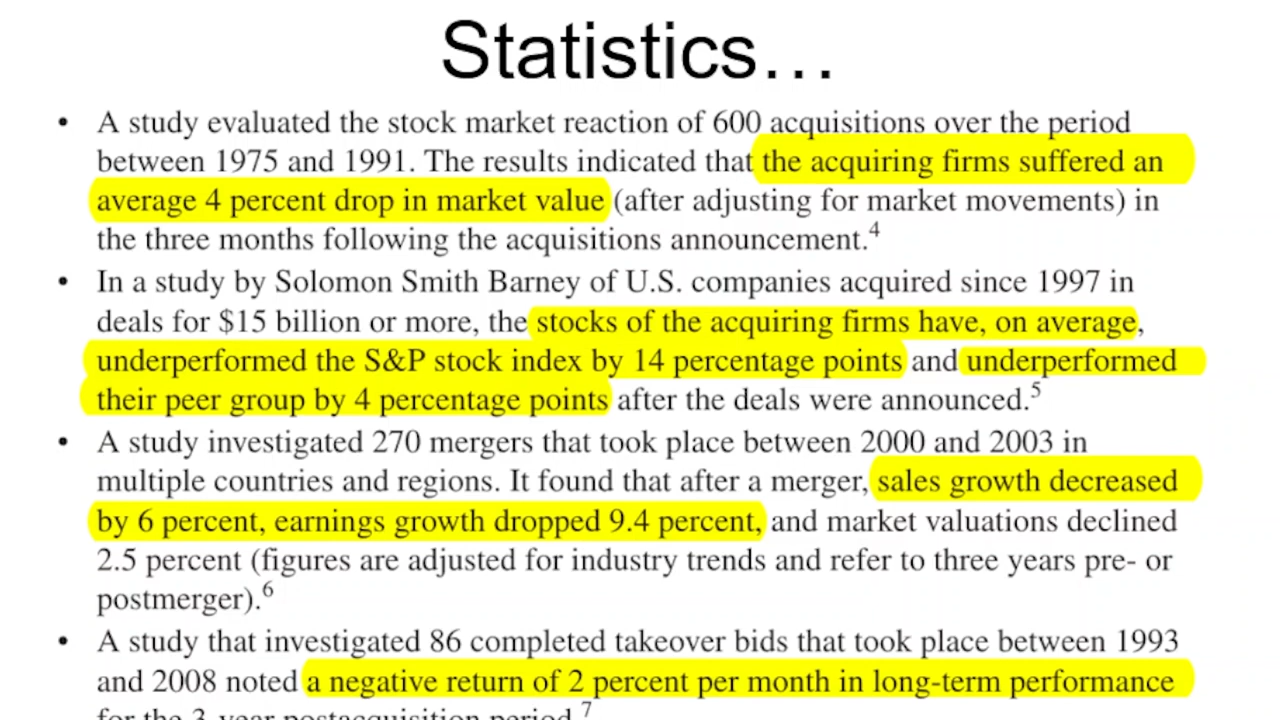 Statistics…
• A study evaluated the stock market reaction of 600 acquisitions over the period
between 1975 and 1991. The results indicated that the acquiring firms suffered an
average 4 percent drop in market value (after adjusting for market movements) in
the three months following the acquisitions announcement.4
• In a study by Solomon Smith Barney of U.S. companies acquired since 1997 in
deals for $15 billion or more, the stocks of the acquiring firms have, on average,
underperformed the S&P stock index by 14 percentage points and underperformed
their peer group by 4 percentage points after the deals were announced.5
• A study investigated 270 mergers that took place between 2000 and 2003 in
multiple countries and regions. It found that after a merger, sales growth decreased
by 6 percent, earnings growth dropped 9.4 percent, and market valuations declined
2.5 percent (figures are adjusted for industry trends and refer to three years pre- or
postmerger).6
• A study that investigated 86 completed takeover bids that took place between 1993
and 2008 noted a negative return of 2 percent per month in long-term performance
for the 3-year postacquisition period.7